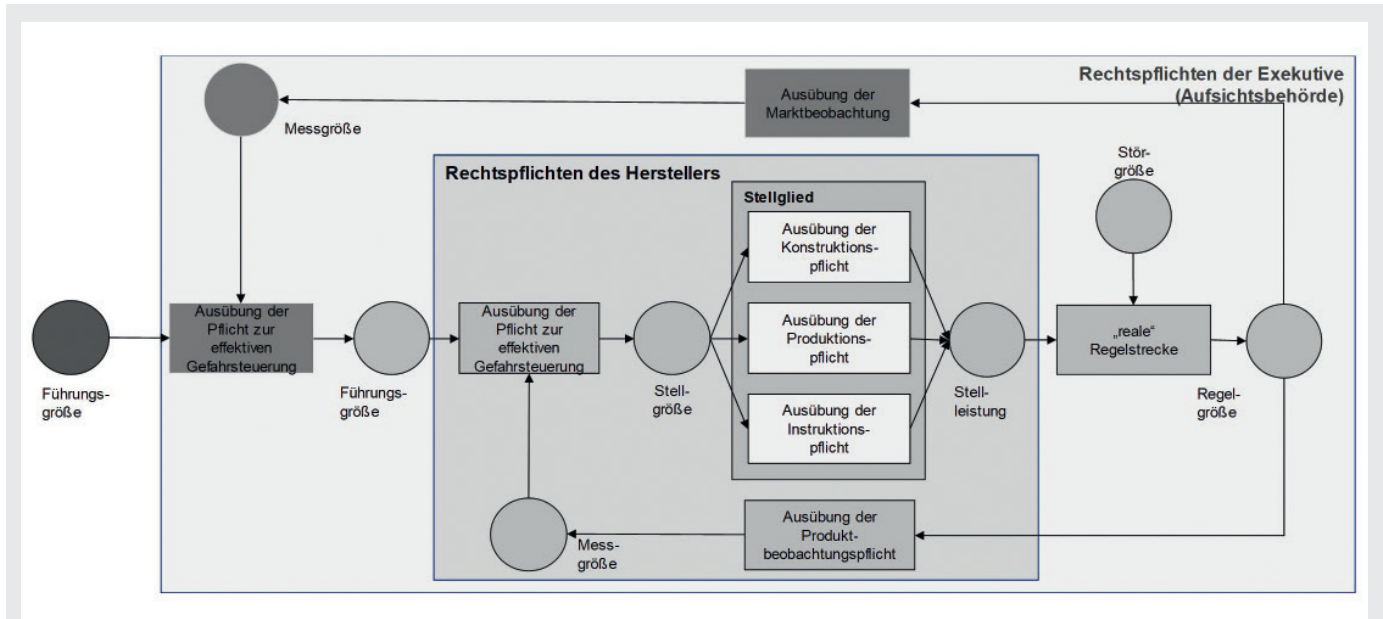 Rechtspflichten der Exekutive
(Aufsichtsbehörde)
Ausübung der
Marktbeobachtung
Messgröße
Stör-
größe
Rechtspflichten des Herstellers
Stellglied
Ausübung der
Konstruktions-
pflicht
Ausübung der
Pflicht zur
effektiven
Gefahrsteuerung
Ausübung der
Pflicht zur
effektiven
Gefahrsteuerung
Ausübung der
Produktions-
pflicht
„reale“
Regelstrecke
Führungs-
größe
Führungs-
größe
Stell-
größe
Stell-
leistung
Regel-
größe
Ausübung der
Instruktions-
pflicht
Ausübung der
Produkt-
beobachtungspflicht
Mess-
größe